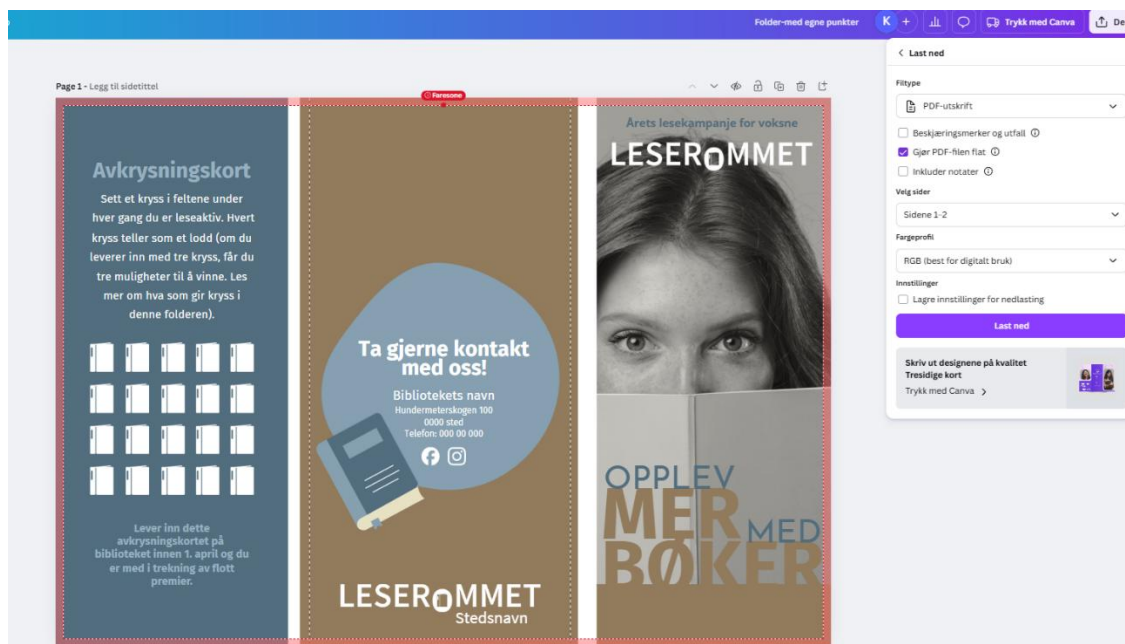 Folder-med egne punkter
K
+
Trykk med Canva
De
Page 1 - Legg til sidetittel
Faresone
Avkrysningskort
Sett et kryss i feltene under
hver gang du er leseaktiv. Hvert
kryss teller som et lodd (om du
leverer inn med tre kryss, får du
tre muligheter til å vinne. Les
mer om hva som gir kryss i
denne folderen).
Lever inn dette
avkrysningskortet på
biblioteket innen 1. april og du
er med i trekning av flott
premier.
Ta gjerne kontakt
med oss!
Bibliotekets navn
Hundremeterskogen 100
0000 sted
Telefon: 000 00 000
LESEROMMET
Stedsnavn
Årets lesekampanje for voksne
LESEROMMET
OPPLEV
MER MED
BØKER
Last ned
Filtype
PDF-utskrift
Beskjæringsmerker og utfall
Gjør PDF-filen flat
Inkluder notater
Velg sider
Sidene 1-2
Fargeprofil
RGB (best for digitalt bruk)
Innstillinger
Lagre innstillinger for nedlasting
Last ned
Skriv ut designene på kvalitet
Tresidige kort
Trykk med Canva